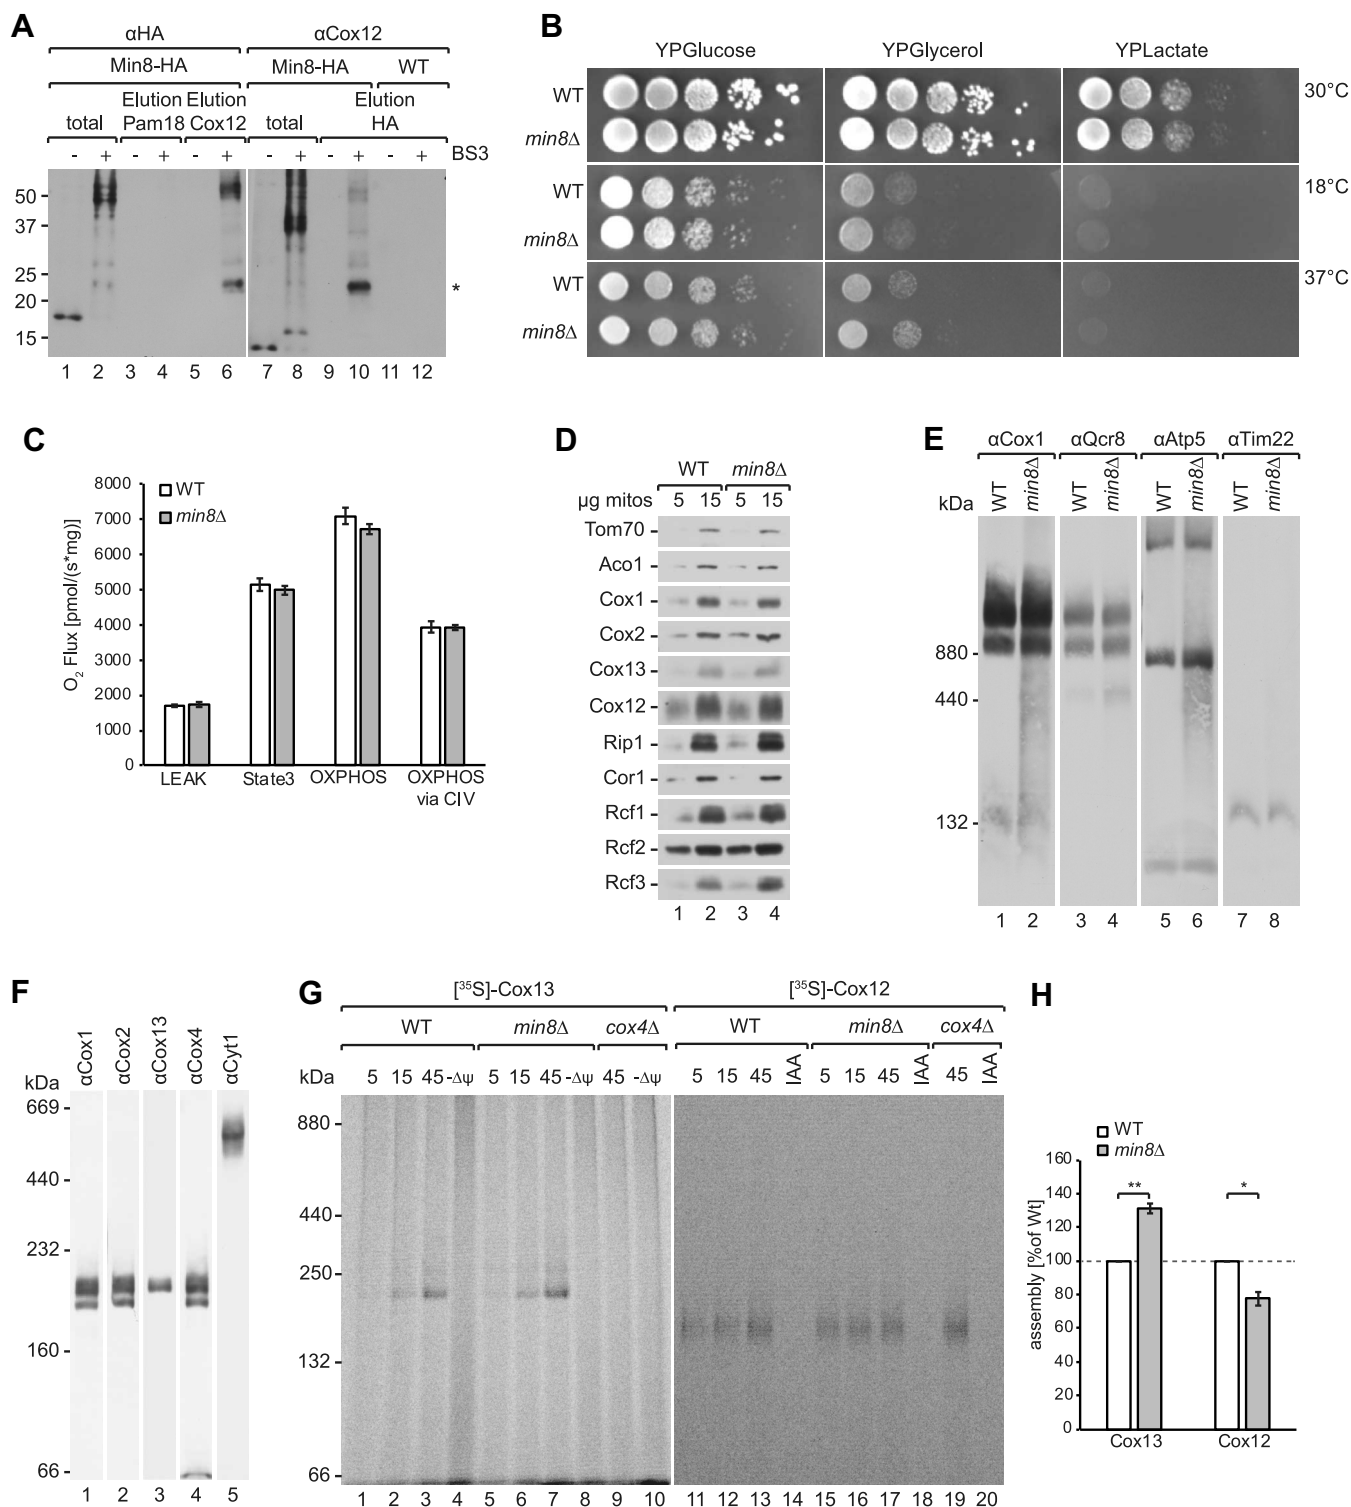 A
αHA
αCox12
Min8-HA
Min8-HA
WT
Elution Elution
Elution
total
Pam18 Cox12
total
HA
- + - + - + - + - + - + BS3
50
37
25
20
15
*
1 2 3 4 5 6 7 8 9 10 11 12
B
YPGlucose
YPGlycerol
YPLactate
WT
30°C
min8Δ
WT
18°C
min8Δ
WT
37°C
min8Δ
C
8000
7000
6000
5000
4000
3000
2000
1000
0
O2 Flux [pmol/(s*mg)]
WT
min8Δ
LEAK
State3
OXPHOS
OXPHOS via CIV
D
WT min8Δ
µg mitos 5 15 5 15
Tom70
Aco1
Cox1
Cox2
Cox13
Cox12
Rip1
Cor1
Rcf1
Rcf2
Rcf3
1 2 3 4
E
αCox1 αQcr8 αAtp5 αTim22
kDa
WT min8Δ WT min8Δ WT min8Δ WT min8Δ
880
440
132
1 2 3 4 5 6 7 8
F
αCox1 αCox2 αCox13 αCox4 αCyt1
kDa
669
440
232
160
66
1 2 3 4 5
G
[35S]-Cox13
[35S]-Cox12
WT min8Δ cox4Δ
WT min8Δ cox4Δ
kDa
5 15 45 -Δψ 5 15 45 -Δψ 45 -Δψ
5 15 45 IAA 5 15 45 IAA 45 IAA
880
440
250
132
66
1 2 3 4 5 6 7 8 9 10 11 12 13 14 15 16 17 18 19 20
H
WT
min8Δ
160
140
120
100
80
60
40
20
0
assembly [%of Wt]
**
*
Cox13
Cox12